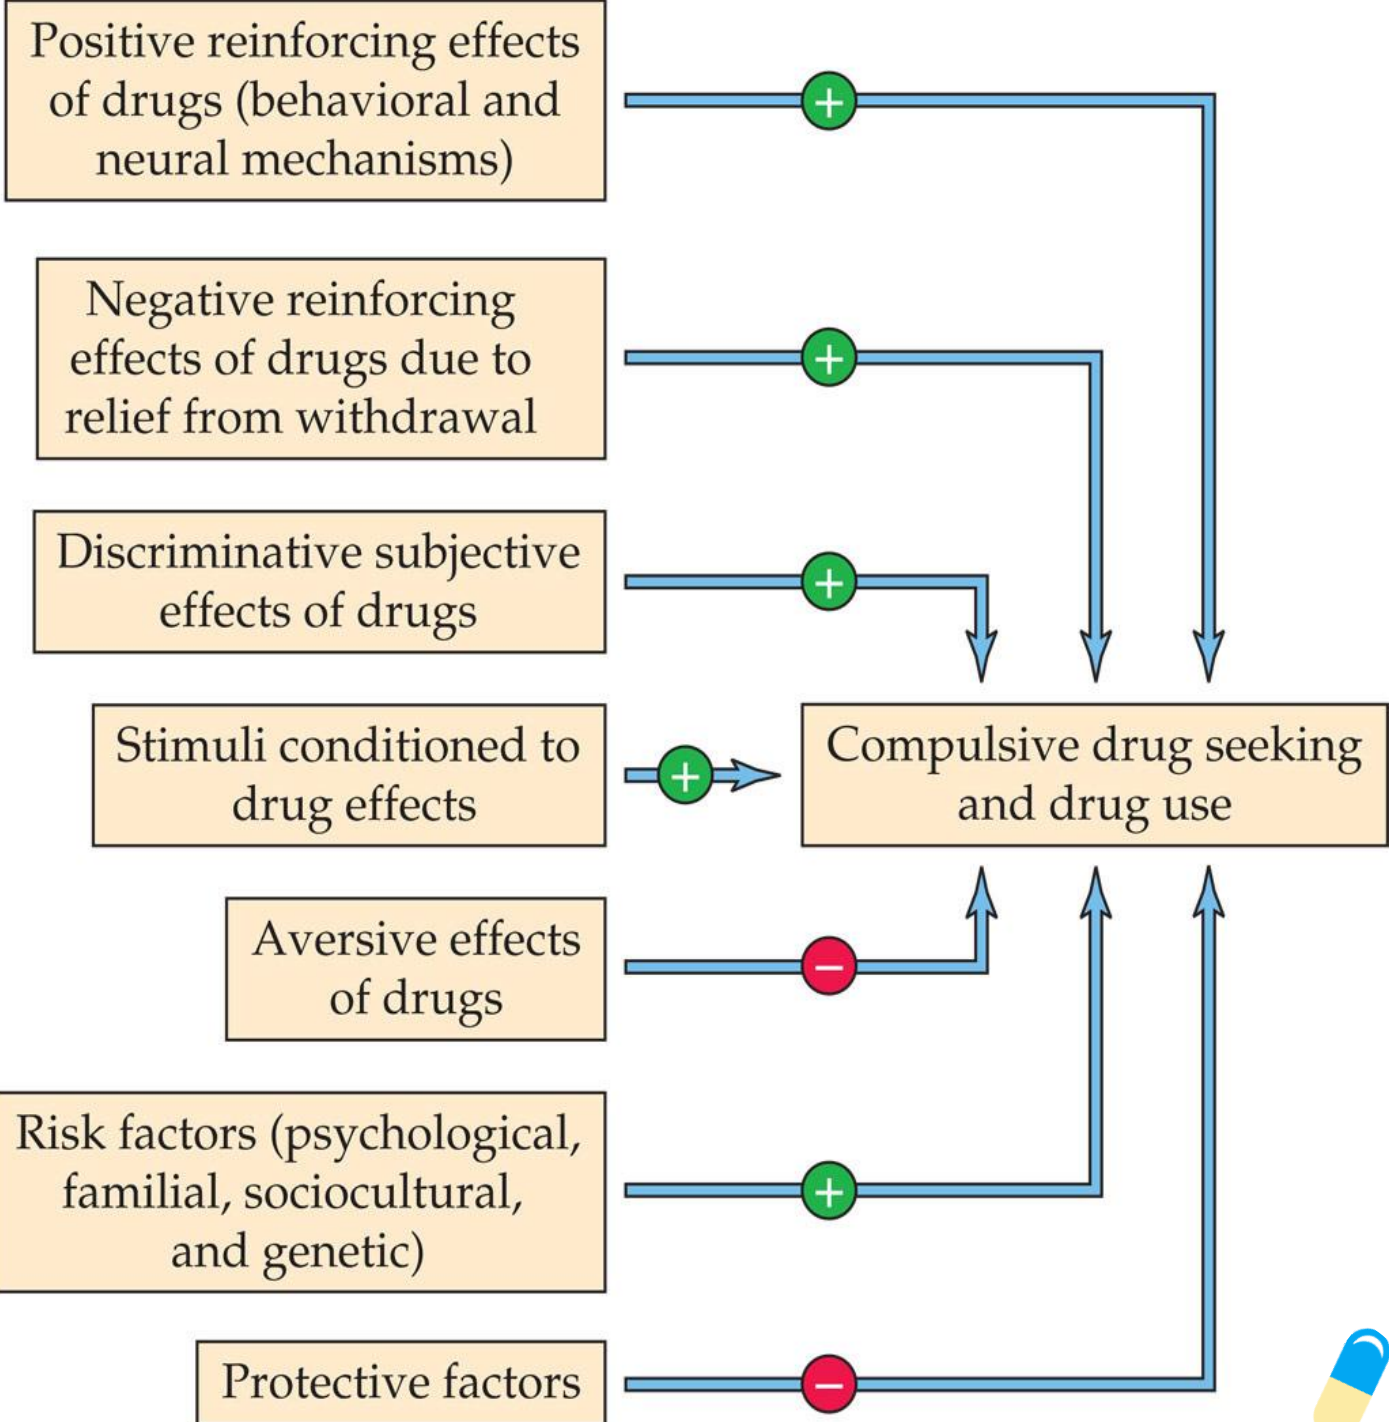 Positive reinforcing effects
of drugs (behavioral and
neural mechanisms)
+
Negative reinforcing
effects of drugs due to
relief from withdrawal
+
Discriminative subjective
effects of drugs
+
Stimuli conditioned to
drug effects
+
Compulsive drug seeking
and drug use
Aversive effects
of drugs
−
Risk factors (psychological,
familial, sociocultural,
and genetic)
+
Protective factors
−